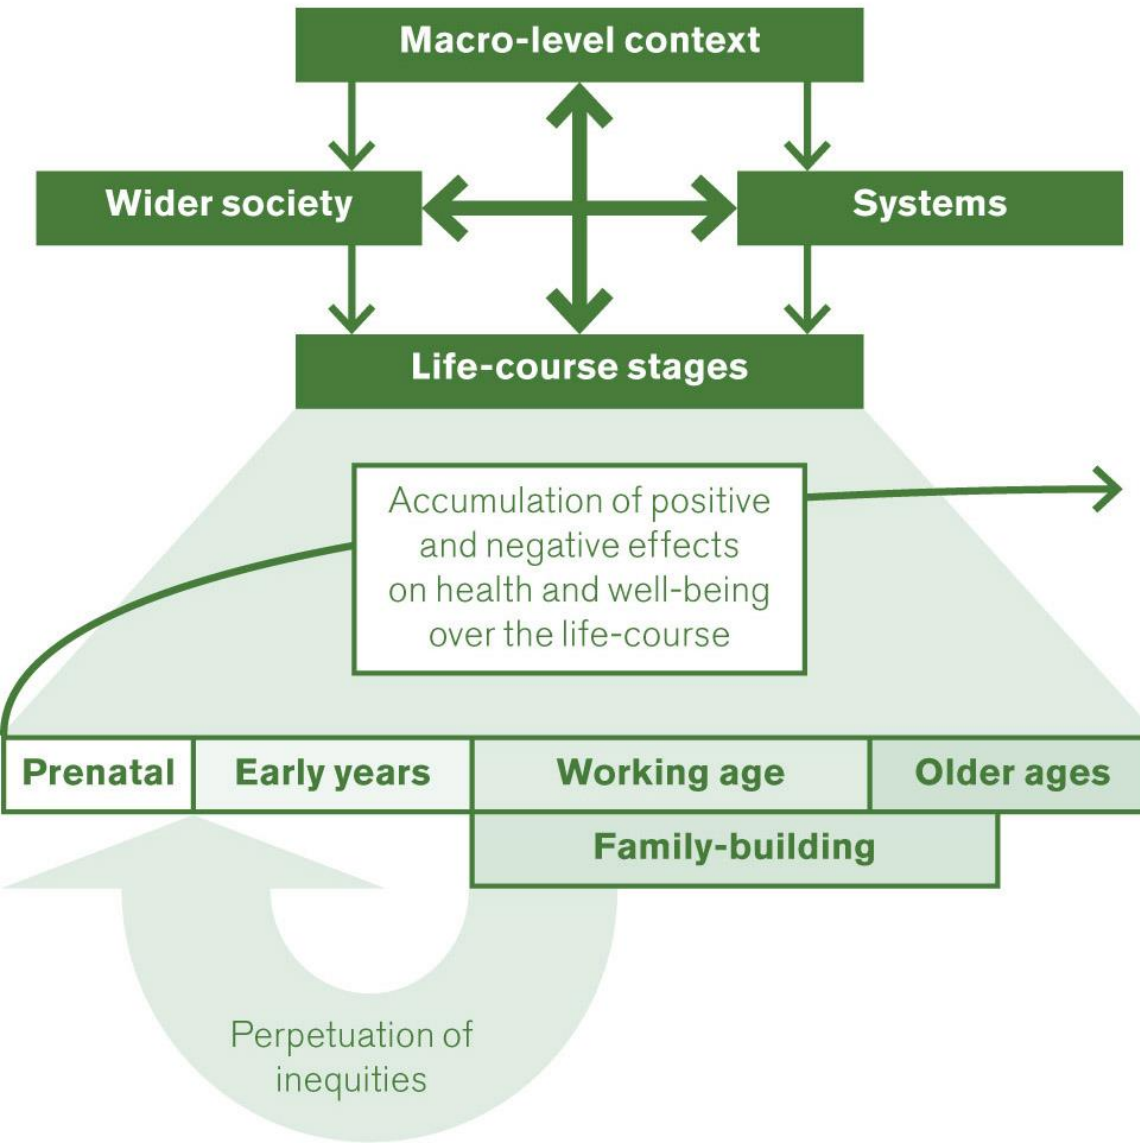 Macro-level context
Wider society
Systems
Life-course stages
Accumulation of positive
and negative effects
on health and well-being
over the life-course
Prenatal
Early years
Working age
Older ages
Family-building
Perpetuation of
inequities